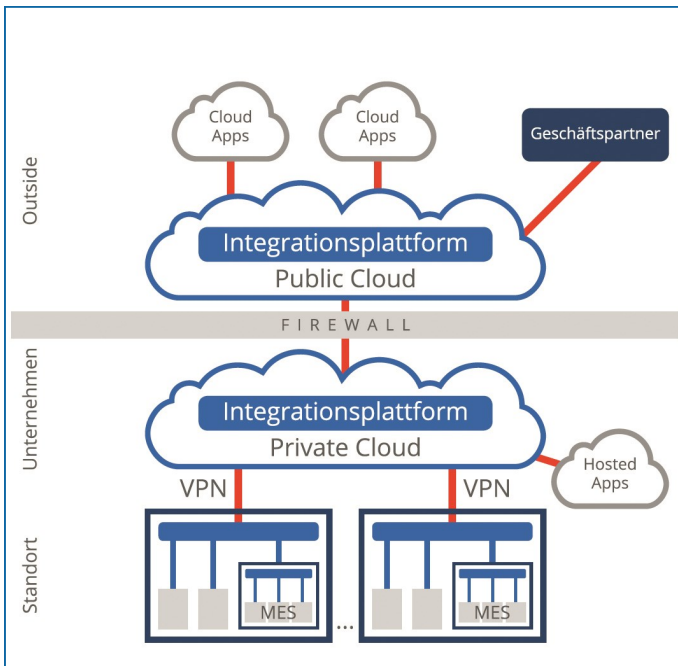 Cloud
Apps
Cloud
Apps
Geschäftspartner
Outside
Integrationsplattform
Public Cloud
FIREWALL
Unternehmen
Integrationsplattform
Private Cloud
Hosted
Apps
VPN
VPN
Standort
MES
...
MES